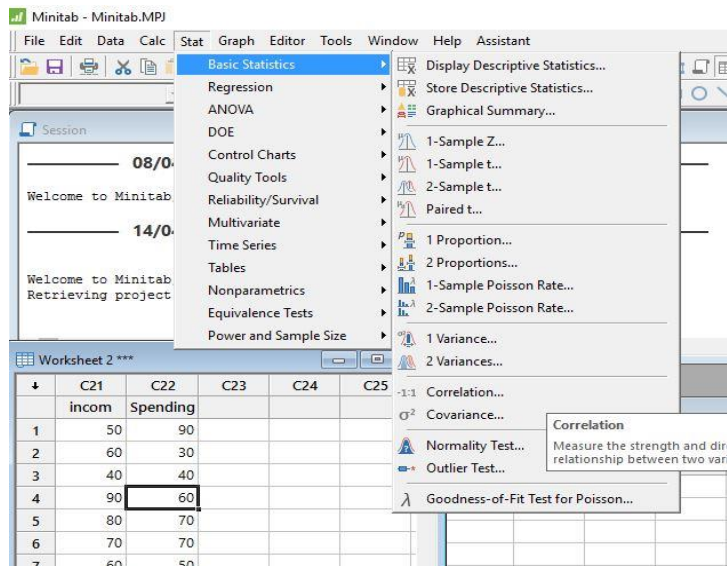 Minitab - Minitab.MPJ
File Edit Data Calc Stat Graph Editor Tools Window Help Assistant
Basic Statistics
Regression
ANOVA
DOE
Control Charts
Quality Tools
Reliability/Survival
Multivariate
Time Series
Tables
Nonparametrics
Equivalence Tests
Power and Sample Size
Display Descriptive Statistics...
Store Descriptive Statistics...
Graphical Summary...
1-Sample Z...
1-Sample t...
2-Sample t...
Paired t...
1 Proportion...
2 Proportions...
1-Sample Poisson Rate...
2-Sample Poisson Rate...
1 Variance...
2 Variances...
-1:1 Correlation...
σ² Covariance...
Normality Test...
Outlier Test...
λ Goodness-of-Fit Test for Poisson...
Correlation
Measure the strength and
relationship between two
Session
08/0
Welcome to Minitab
14/0
Welcome to Minitab
Retrieving project
Worksheet 2 ***
C21 C22 C23 C24 C25
incom Spending
1 50 90
2 60 30
3 40 40
4 90 60
5 80 70
6 70 70
7 60 50